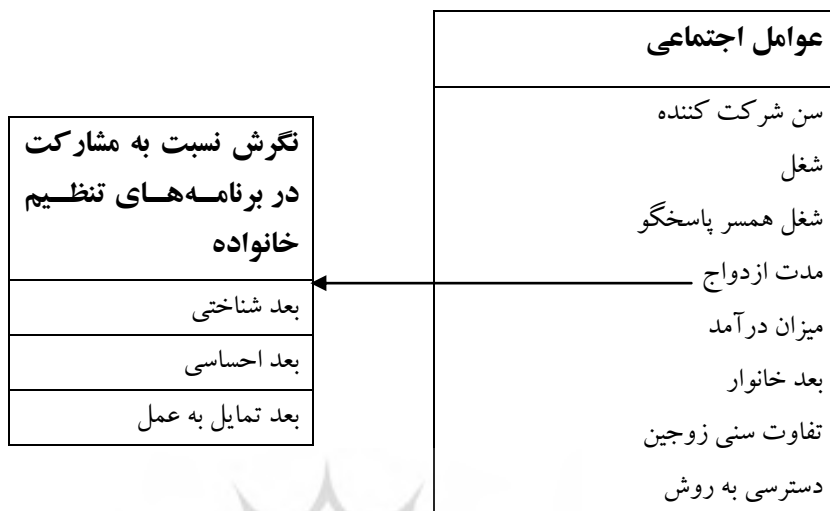 عوامل اجتماعی
سن شرکت کننده
شغل
شغل همسر پاسخگو
مدت ازدواج
میزان درآمد
بعد خانوار
تفاوت سنی زوجین
دسترسی به روش
نگرش نسبت به مشارکت
در برنامه‌های تنظیم
خانواده
بعد شناختی
بعد احساسی
بعد تمایل به عمل